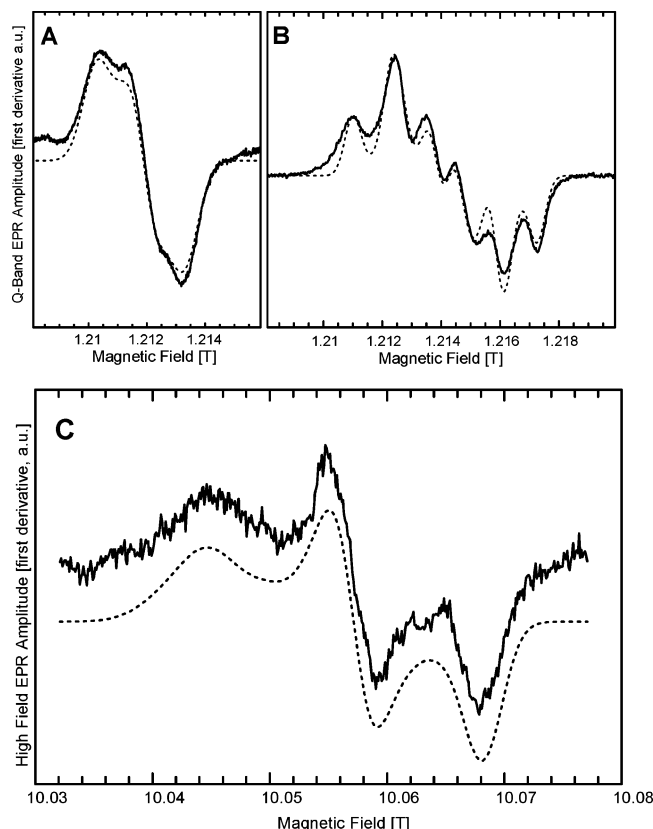 A
B
Q-Band EPR Amplitude [first derivative a.u.]
1.21 1.212 1.214
Magnetic Field [T]
1.21 1.212 1.214 1.216 1.218
Magnetic Field [T]
C
High Field EPR Amplitude [first derivative, a.u.]
10.03 10.04 10.05 10.06 10.07 10.08
Magnetic Field [T]